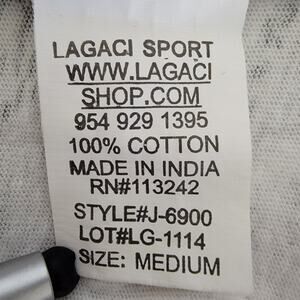 LAGACI SPORT
WWW.LAGACI
SHOP.COM
954 929 1395
100% COTTON
MADE IN INDIA
RN#113242
STYLE#J-6900
LOT#LG-1114
SIZE: MEDIUM